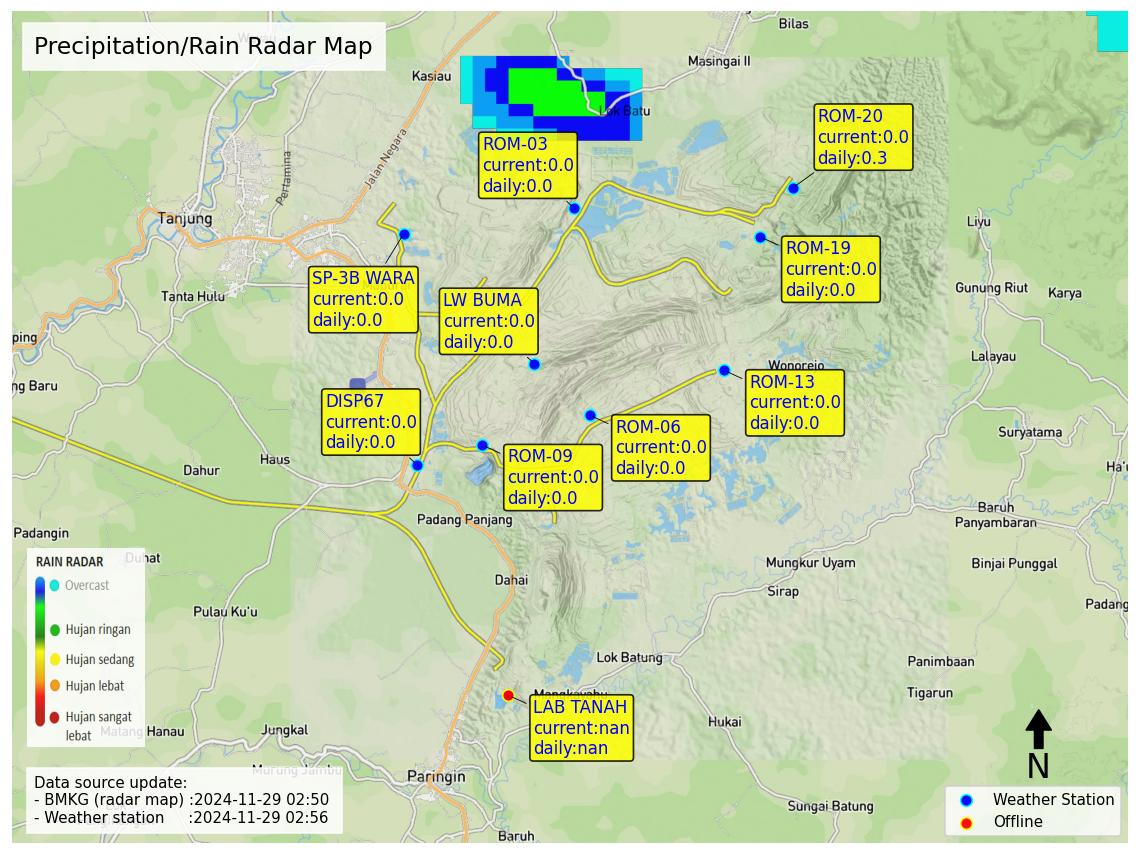 Precipitation/Rain Radar Map
Bilas
Masingai II
Kasiau
Lok Batu
Jalan Negara
Pertamina
Tanjung
Tanta Hulu
ROM-03
current:0.0
daily:0.0
ROM-20
current:0.0
daily:0.3
ROM-19
current:0.0
daily:0.0
SP-3B WARA
current:0.0
daily:0.0
LW BUMA
current:0.0
daily:0.0
Liyu
Gunung Riut
Karya
Lalayau
ping
ng Baru
Wonorejo
ROM-13
current:0.0
daily:0.0
DISP67
current:0.0
daily:0.0
ROM-06
current:0.0
daily:0.0
ROM-09
current:0.0
daily:0.0
Suryatama
Ha'u
Haus
Dahur
Padang Panjang
Baruh
Panyambaran
Padangin
Duhat
Mungkur Uyam
Binjai Punggal
Dahai
Sirap
Padang
Pulau Ku'u
RAIN RADAR
Overcast
Hujan ringan
Hujan sedang
Hujan lebat
Hujan sangat
lebat
Lok Batung
Panimbaan
Tigarun
Mangkayahu
LAB TANAH
current:nan
daily:nan
Hukai
Matang Hanau
Jungkal
Murung Jambu
Paringin
Sungai Batung
Baruh
N
Data source update:
- BMKG (radar map) :2024-11-29 02:50
- Weather station :2024-11-29 02:56
Weather Station
Offline